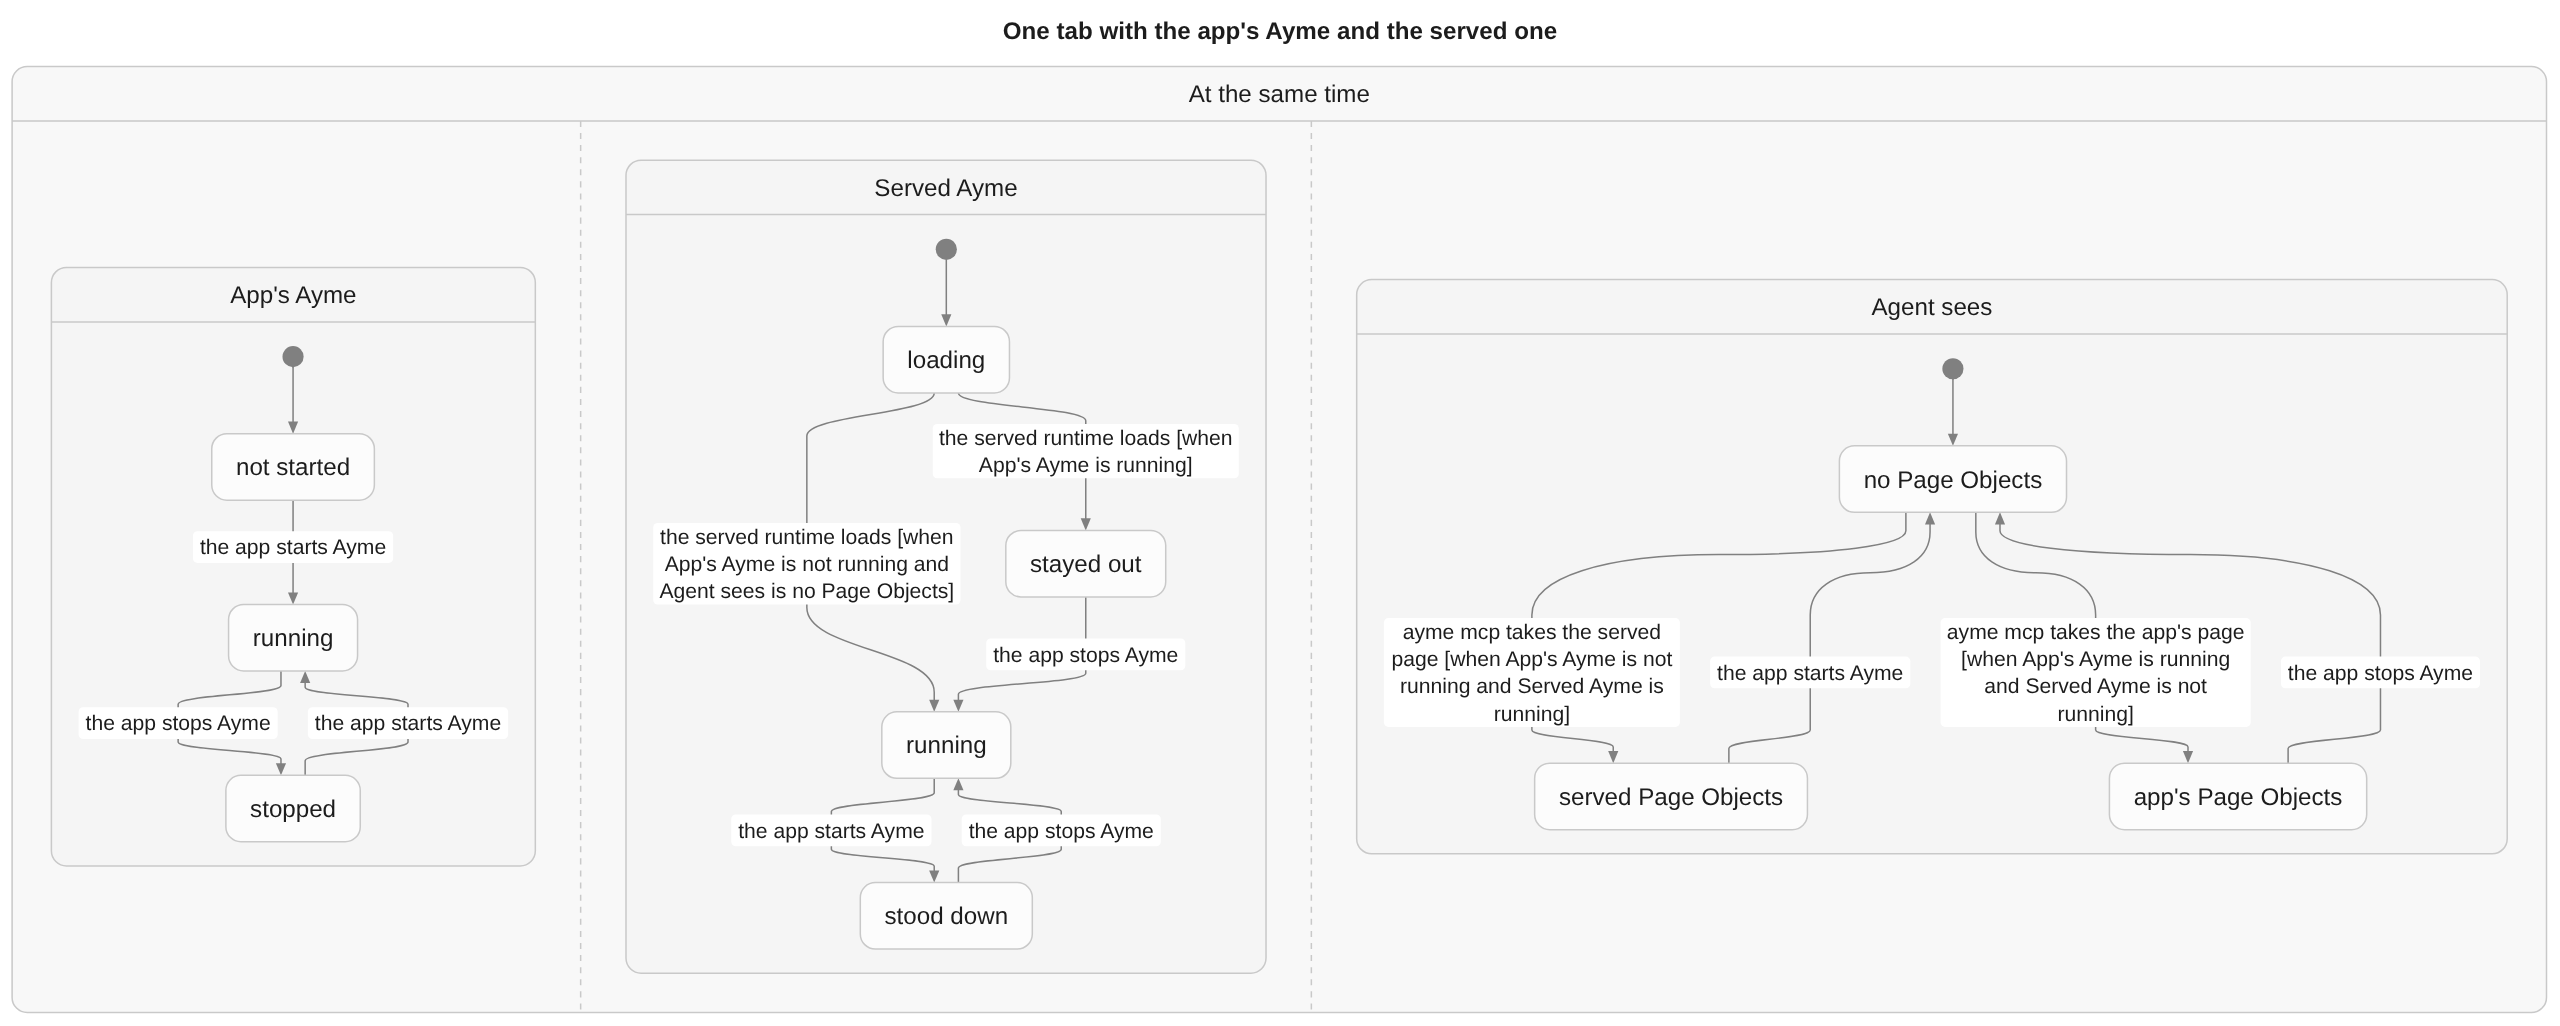 One tab with the app's Ayme and the served one
At the same time
App's Ayme
not started
the app starts Ayme
running
the app stops Ayme
the app starts Ayme
stopped
Served Ayme
loading
the served runtime loads [when
App's Ayme is running]
the served runtime loads [when
App's Ayme is not running and
Agent sees is no Page Objects]
stayed out
the app stops Ayme
running
the app starts Ayme
the app stops Ayme
stood down
Agent sees
no Page Objects
ayme mcp takes the served
page [when App's Ayme is not
running and Served Ayme is
running]
the app starts Ayme
ayme mcp takes the app's page
[when App's Ayme is running
and Served Ayme is not
running]
the app stops Ayme
served Page Objects
app's Page Objects